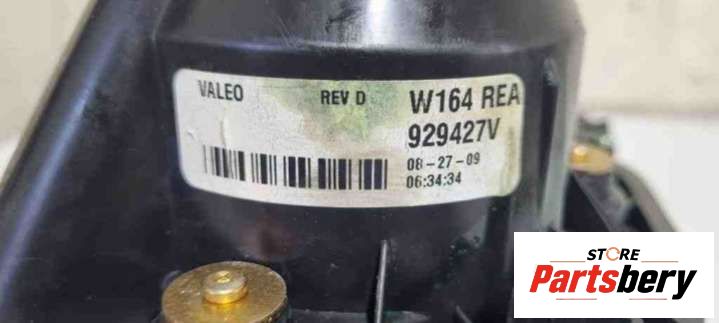 VALEO REV D W164 REA
929427V
08-27-09
06:34:34
STORE
Partsbery